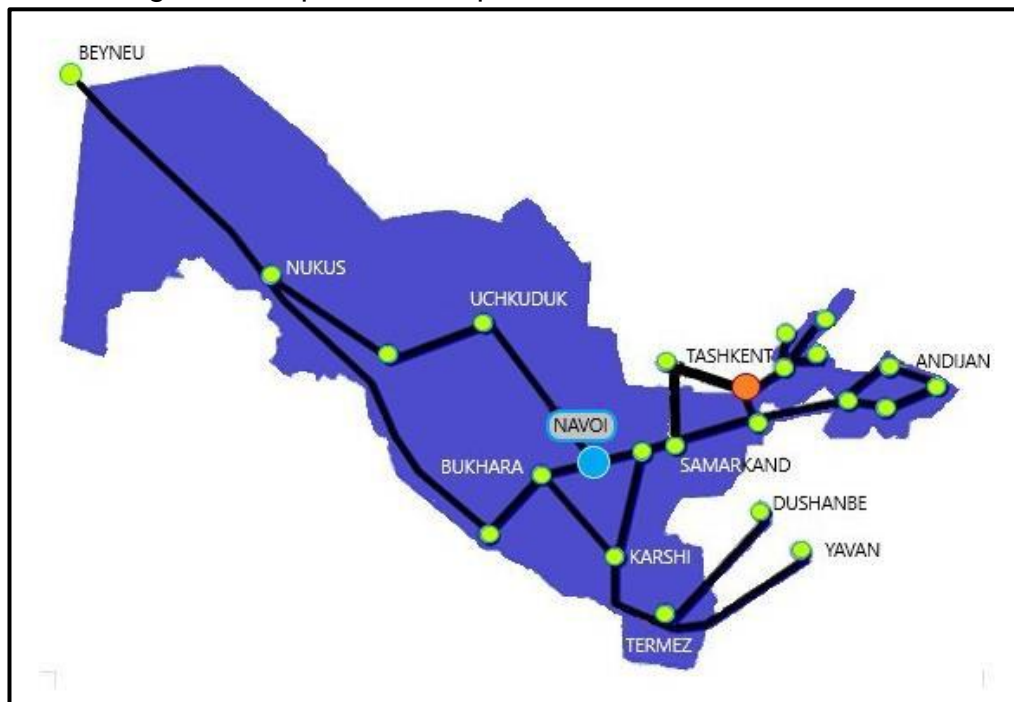 BEYNEU
NUKUS
UCHKUDUK
TASHKENT
ANDIJAN
NAVOI
BUKHARA
SAMARKAND
DUSHANBE
KARSHI
YAVAN
TERMEZ